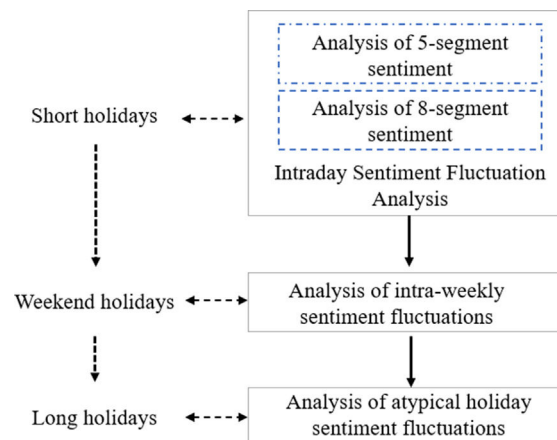 Analysis of 5-segment
sentiment
Analysis of 8-segment
sentiment
Short holidays
Intraday Sentiment Fluctuation
Analysis
Weekend holidays
Analysis of intra-weekly
sentiment fluctuations
Long holidays
Analysis of atypical holiday
sentiment fluctuations